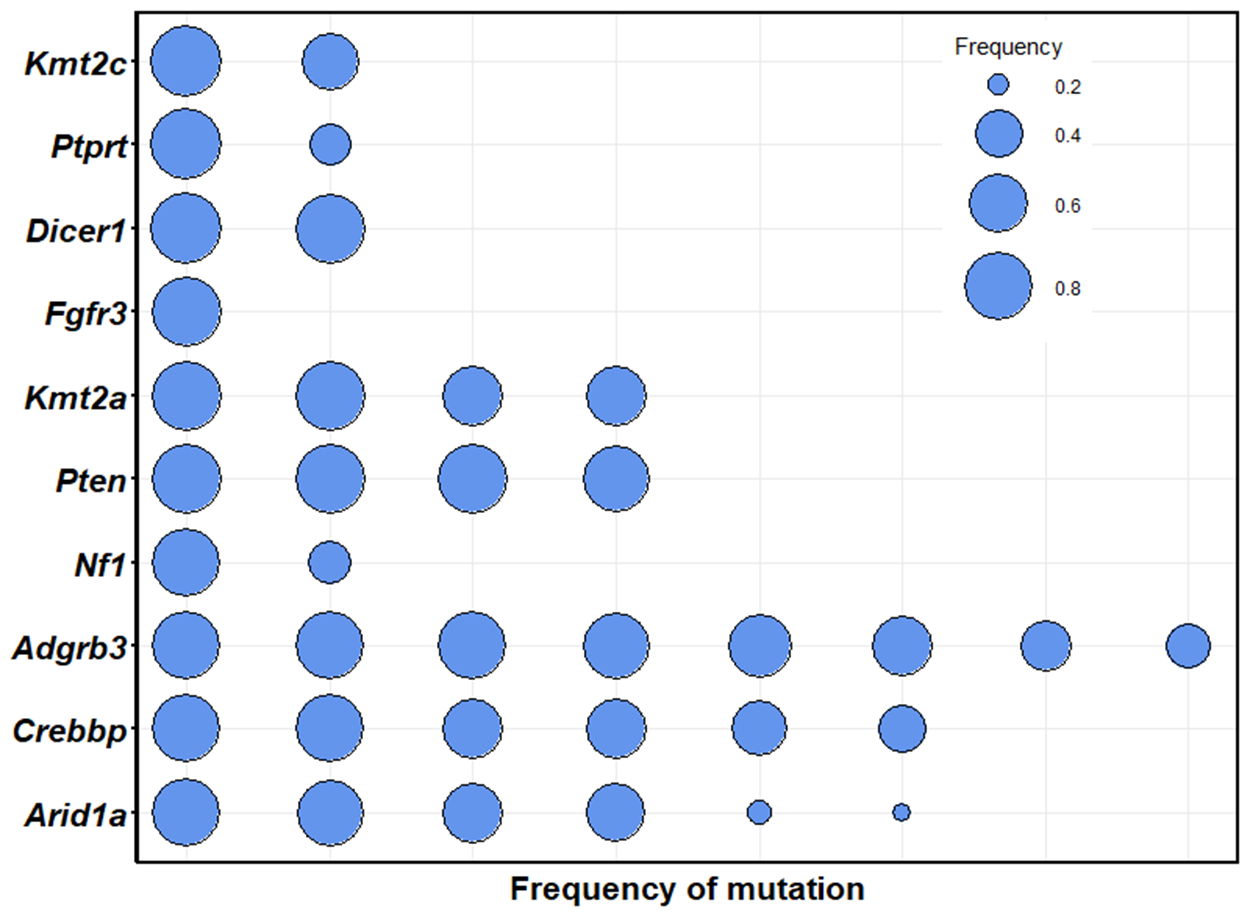 Kmt2c
Ptprt
Dicer1
Fgfr3
Kmt2a
Pten
Nf1
Adgrb3
Crebbp
Arid1a
Frequency
0.2
0.4
0.6
0.8
Frequency of mutation